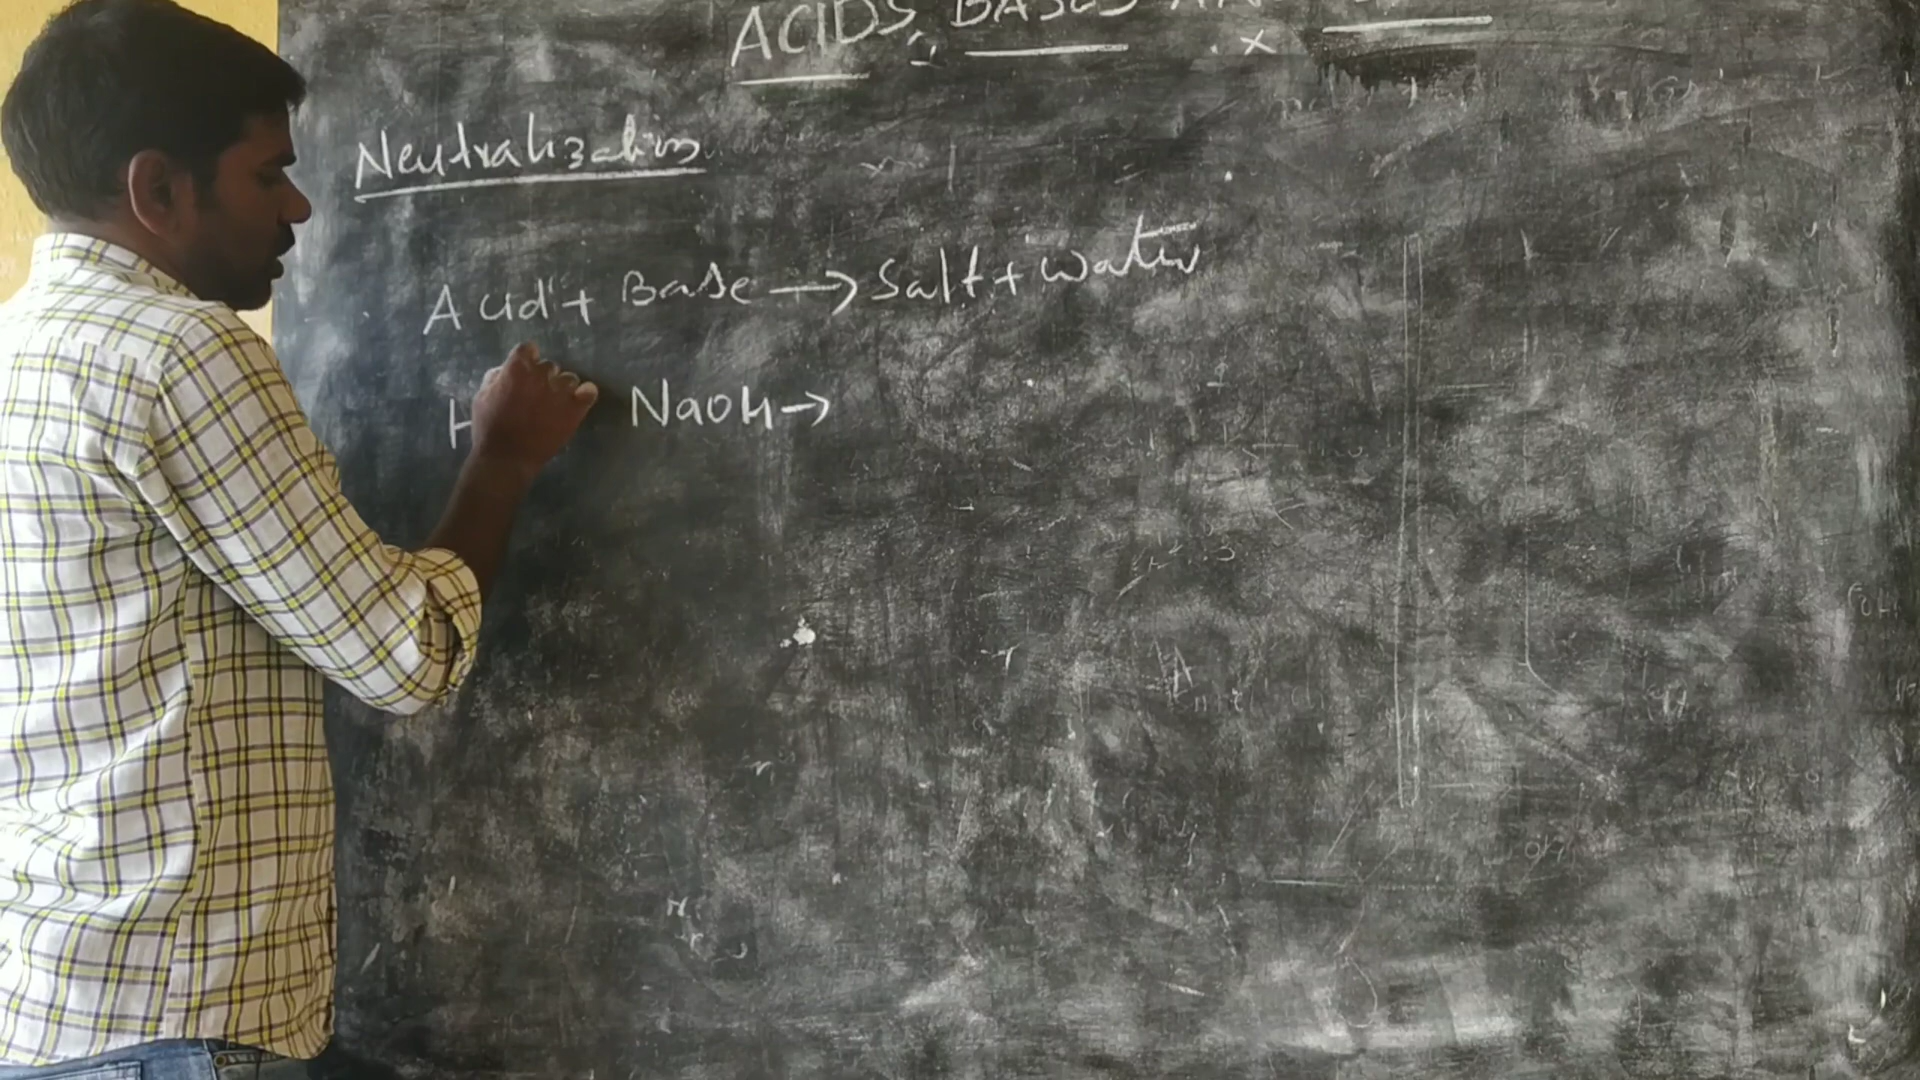 ACIDS, BASES
Neutralization
Acid + Base → Salt + Water
H NaOH →